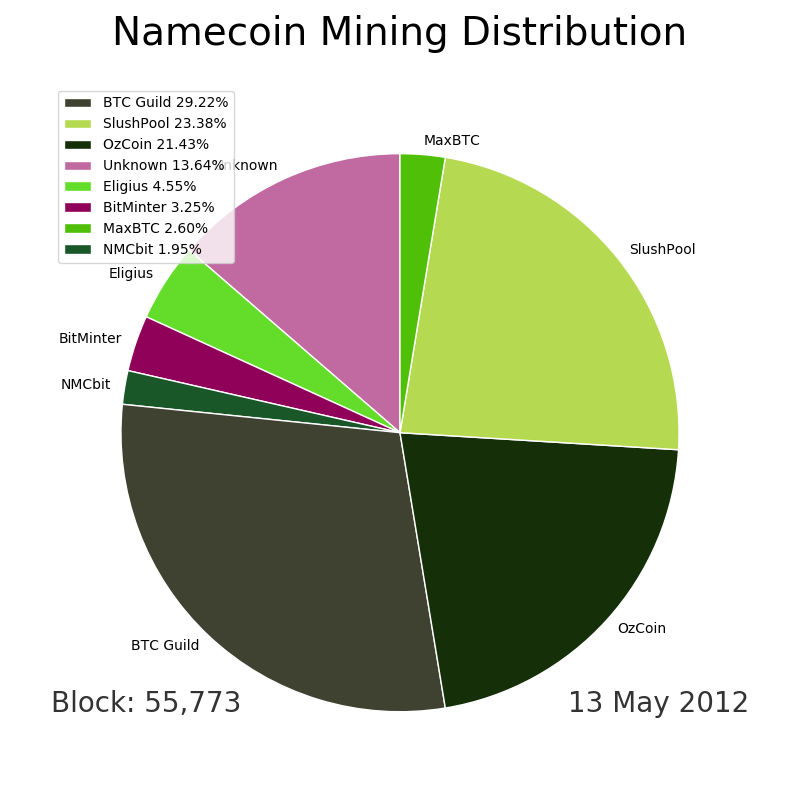 Namecoin Mining Distribution
BTC Guild 29.22%
SlushPool 23.38%
OzCoin 21.43%
Unknown 13.64%
Eligius 4.55%
BitMinter 3.25%
MaxBTC 2.60%
NMCbit 1.95%
MaxBTC
SlushPool
OzCoin
BTC Guild
NMCbit
BitMinter
Eligius
Unknown
Block: 55,773
13 May 2012